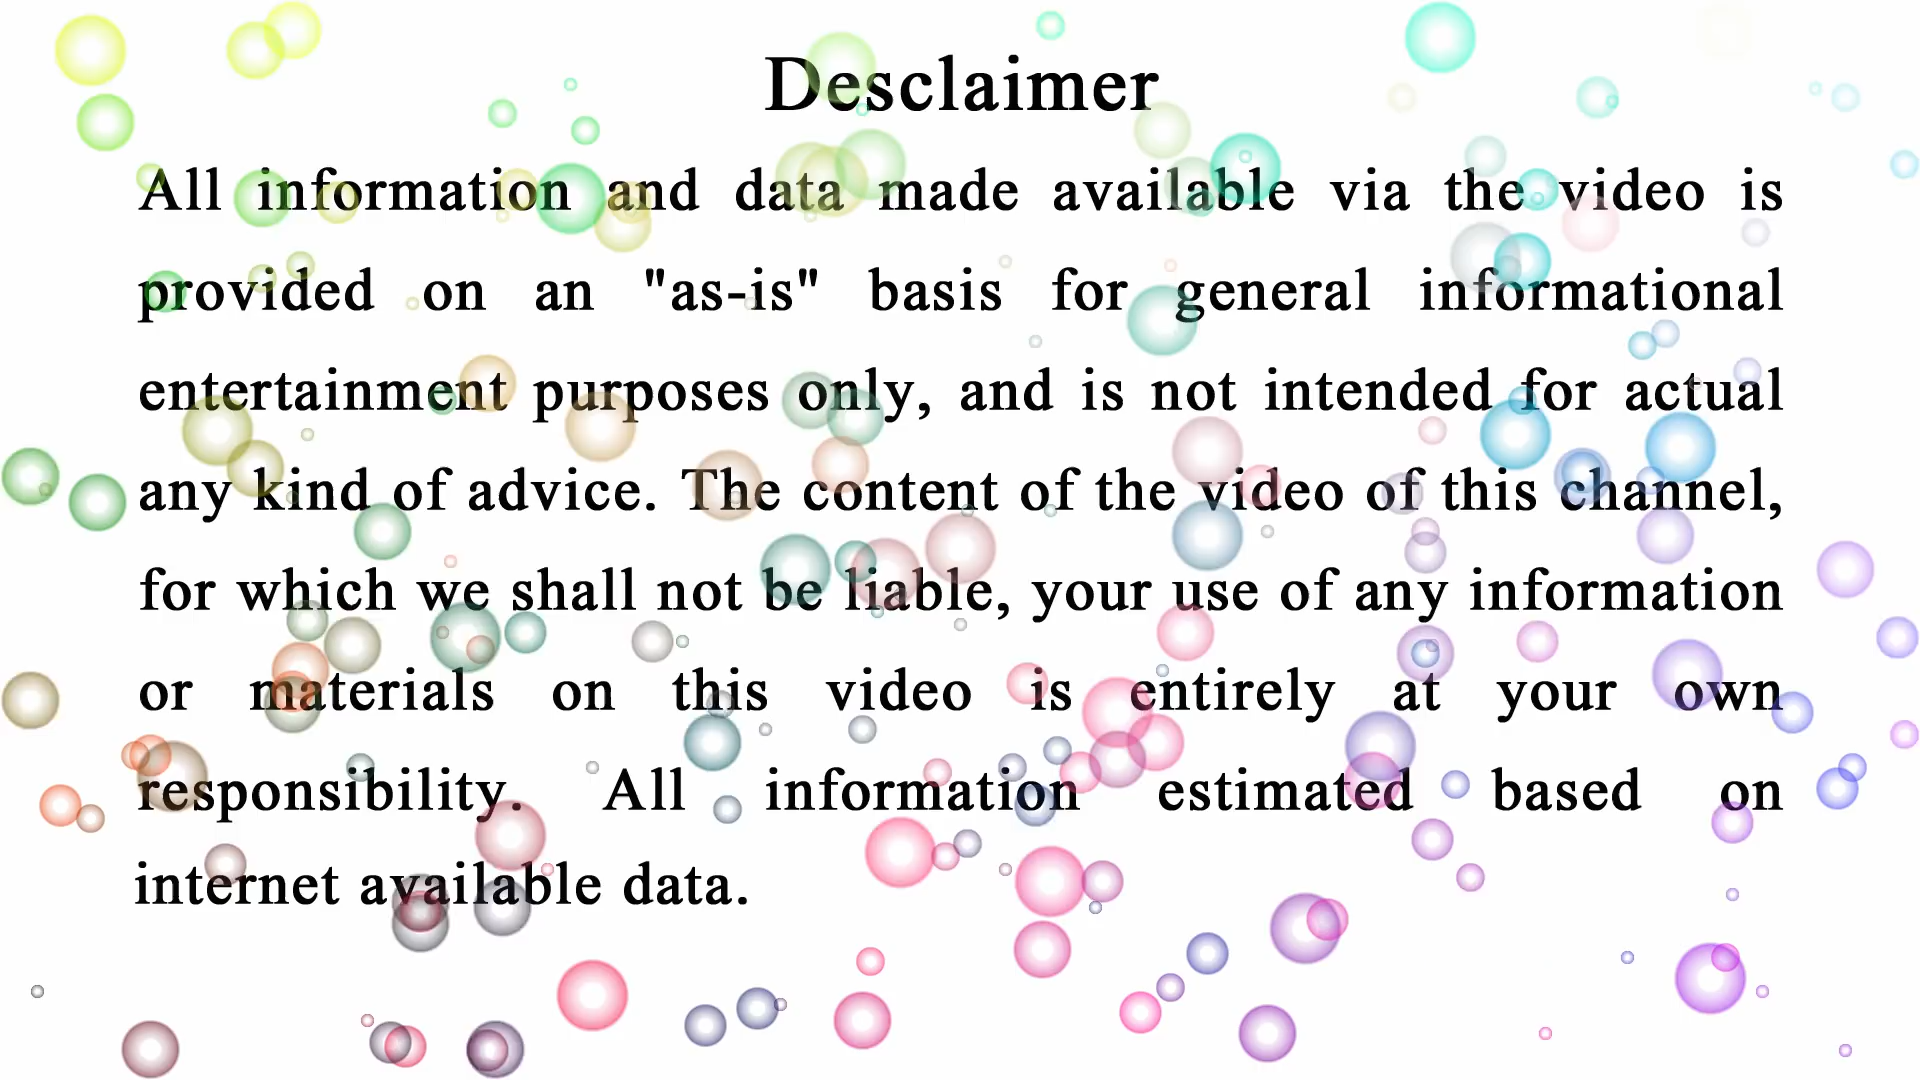 Desclaimer
All information and data made available via the video is
provided on an "as-is" basis for general informational
entertainment purposes only, and is not intended for actual
any kind of advice. The content of the video of this channel,
for which we shall not be liable, your use of any information
or materials on this video is entirely at your own
responsibility. All information estimated based on
internet available data.